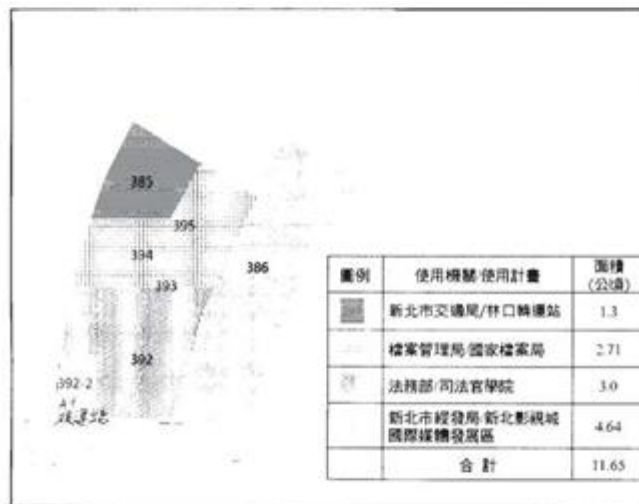 385
395
394
386
393
392
392-2
圖例 使用機關/使用計畫 面積
(公頃)
新北市交通局/林口轉運站 1.3
檔案管理局/國家檔案局 2.71
法務部/司法官學院 3.0
新北市經發局/新北影視城
國際媒體發展區 4.64
合計 11.65